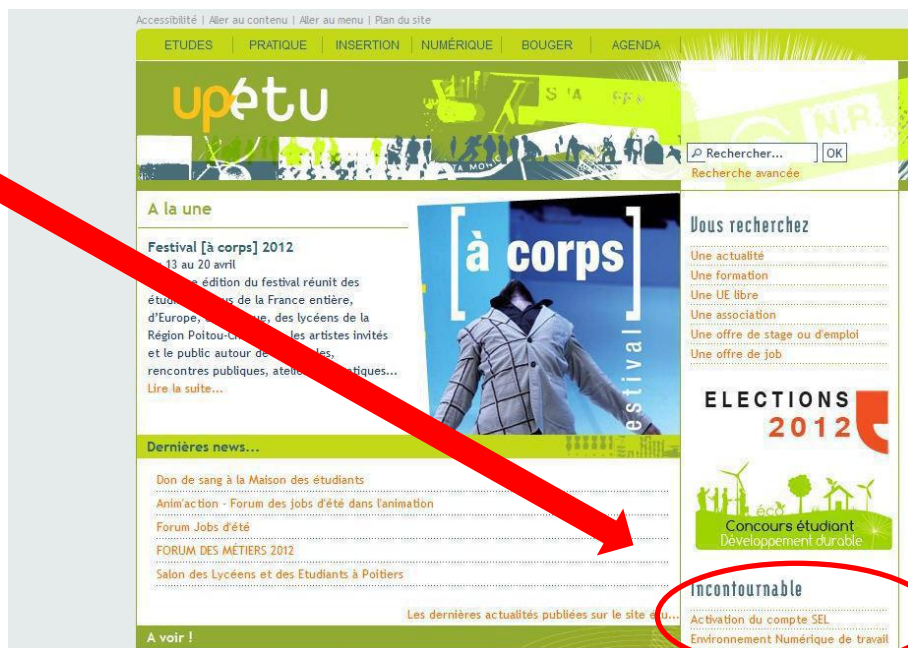 Accessibilité | Aller au contenu | Aller au menu | Plan du site
ETUDES | PRATIQUE | INSERTION | NUMÉRIQUE | BOUGER | AGENDA
upétu
Rechercher... OK
Recherche avancée
A la une
Festival [à corps] 2012
13 au 20 avril
édition du festival réunit des
de la France entière,
d'Europe, des lycéens de la
Région les artistes invités
et le public autour de
rencontres publiques,
Lire la suite...
[à corps]
festival
Vous recherchez
Une actualité
Une formation
Une UE libre
Une association
Une offre de stage ou d'emploi
Une offre de job
ELECTIONS
2012
éco
Concours étudiant
Développement durable
Dernières news...
Don de sang à la Maison des étudiants
Anim'action - Forum des jobs d'été dans l'animation
Forum Jobs d'été
FORUM DES MÉTIERS 2012
Salon des Lycéens et des Etudiants à Poitiers
Les dernières actualités publiées sur le site
A voir !
Incontournable
Activation du compte SEL
Environnement Numérique de travail